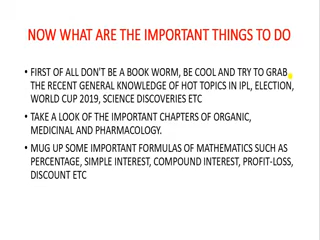 NOW WHAT ARE THE IMPORTANT THINGS TO DO
• FIRST OF ALL DON'T BE A BOOK WORM, BE COOL AND TRY TO GRAB
THE RECENT GENERAL KNOWLEDGE OF HOT TOPICS IN IPL, ELECTION,
WORLD CUP 2019, SCIENCE DISCOVERIES ETC
• TAKE A LOOK OF THE IMPORTANT CHAPTERS OF ORGANIC,
MEDICINAL AND PHARMACOLOGY.
• MUG UP SOME IMPORTANT FORMULAS OF MATHEMATICS SUCH AS
PERCENTAGE, SIMPLE INTEREST, COMPOUND INTEREST, PROFIT-LOSS,
DISCOUNT ETC